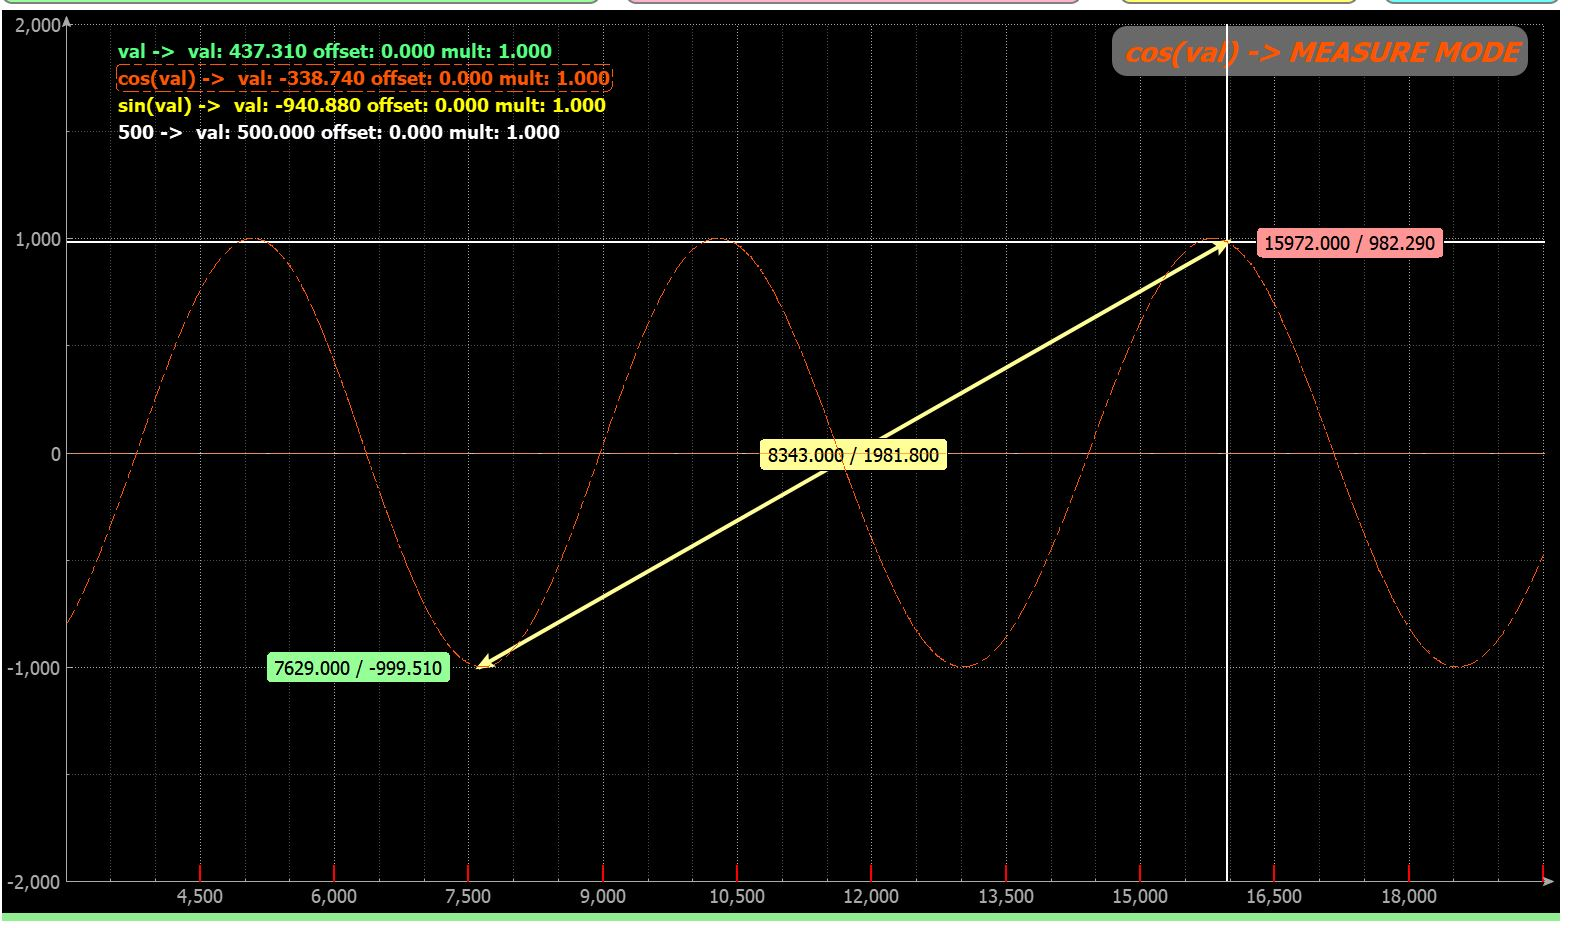 2,000
val ->  val: 437.310 offset: 0.000 mult: 1.000
cos(val) ->  val: -338.740 offset: 0.000 mult: 1.000
sin(val) ->  val: -940.880 offset: 0.000 mult: 1.000
500 ->  val: 500.000 offset: 0.000 mult: 1.000
cos(val) -> MEASURE MODE
1,000
15972.000 / 982.290
0
8343.000 / 1981.800
-1,000
7629.000 / -999.510
-2,000
4,500 6,000 7,500 9,000 10,500 12,000 13,500 15,000 16,500 18,000